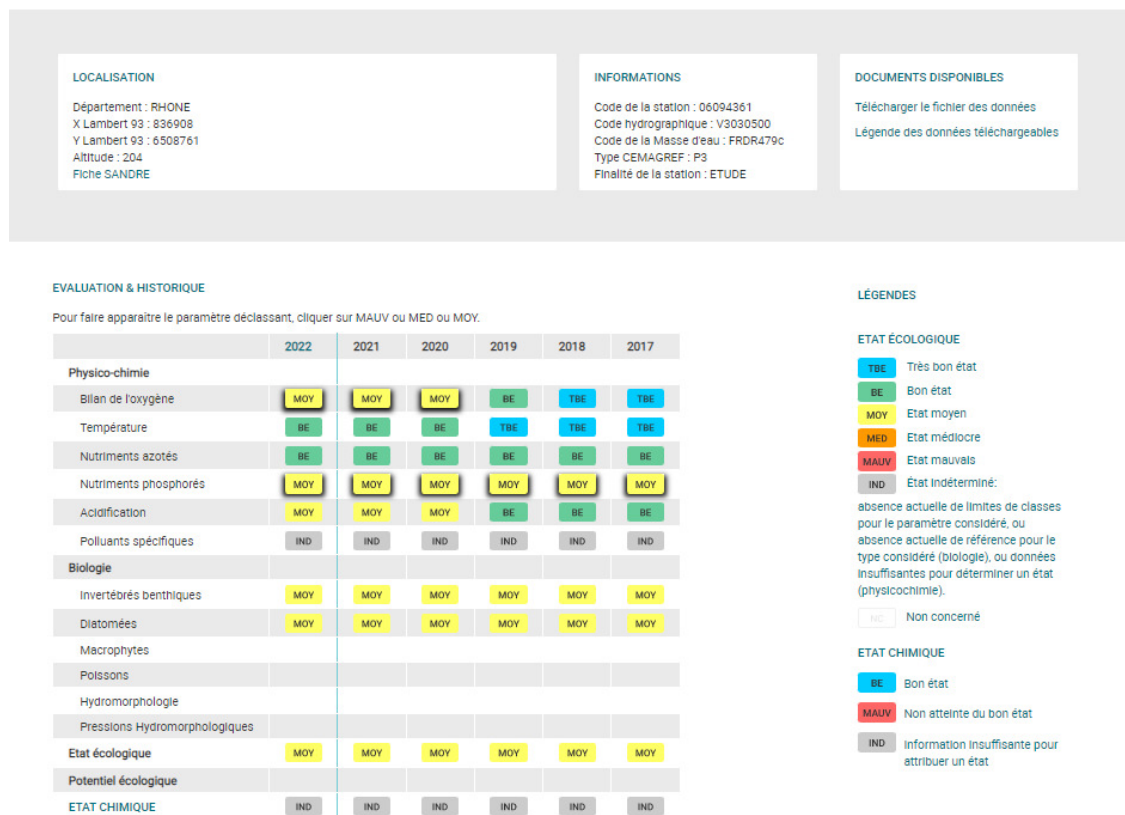 LOCALISATION
Département : RHONE
X Lambert 93 : 836908
Y Lambert 93 : 6508761
Altitude : 204
Fiche SANDRE
INFORMATIONS
Code de la station : 06094361
Code hydrographique : V3030500
Code de la Masse d'eau : FRDR479c
Type CEMAGREF : P3
Finalité de la station : ETUDE
DOCUMENTS DISPONIBLES
Télécharger le fichier des données
Légende des données téléchargeables
EVALUATION & HISTORIQUE
Pour faire apparaitre le paramètre déclassant, cliquer sur MAUV ou MED ou MOY.
2022 2021 2020 2019 2018 2017
Physico-chimie
Bilan de l'oxygène MOY MOY MOY BE TBE TBE
Température BE BE BE TBE TBE TBE
Nutriments azotés BE BE BE BE BE BE
Nutriments phosphorés MOY MOY MOY MOY MOY MOY
Acidification MOY MOY MOY BE BE BE
Polluants spécifiques IND IND IND IND IND IND
Biologie
Invertébrés benthiques MOY MOY MOY MOY MOY MOY
Diatomées MOY MOY MOY MOY MOY MOY
Macrophytes
Poissons
Hydromorphologie
Pressions Hydromorphologiques
Etat écologique MOY MOY MOY MOY MOY MOY
Potentiel écologique
ETAT CHIMIQUE IND IND IND IND IND IND
LÉGENDES
ETAT ÉCOLOGIQUE
TBE Très bon état
BE Bon état
MOY Etat moyen
MED Etat médiocre
MAUV Etat mauvais
IND État Indéterminé:
absence actuelle de limites de classes
pour le paramètre considéré, ou
absence actuelle de référence pour le
type considéré (biologie), ou données
insuffisantes pour déterminer un état
(physicochimie).
NC Non concerné
ETAT CHIMIQUE
BE Bon état
MAUV Non atteinte du bon état
IND Information insuffisante pour
attribuer un état